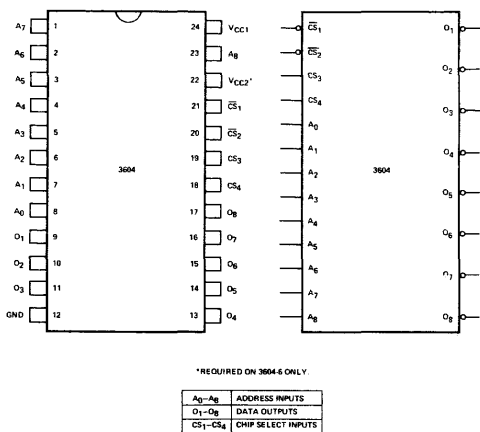 A7 1 24 VCC1
A6 2 23 A8
A5 3 22 VCC2*
A4 4 21 CS1
A3 5 20 CS2
A2 6 19 CS3
A1 7 18 CS4
A0 8 17 O8
O1 9 16 O7
O2 10 15 O6
O3 11 14 O5
GND 12 13 O4
3604
CS1
CS2
CS3
CS4
A0
A1
A2
A3
A4
A5
A6
A7
A8
3604
O1
O2
O3
O4
O5
O6
O7
O8
*REQUIRED ON 3604-6 ONLY.
A0–A8 ADDRESS INPUTS
O1–O8 DATA OUTPUTS
CS1–CS4 CHIP SELECT INPUTS